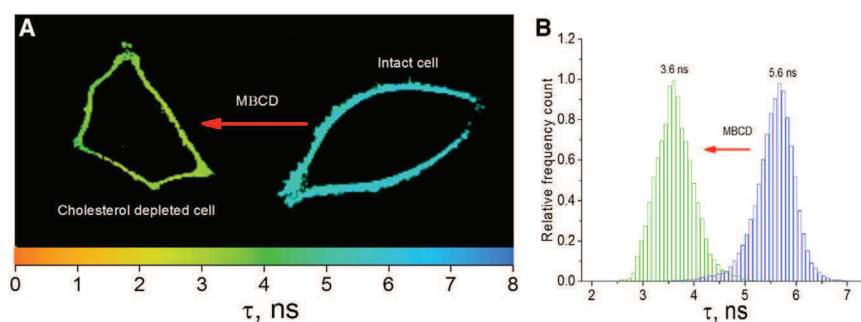 A
Intact cell
MBCD
Cholesterol depleted cell
0 1 2 3 4 5 6 7 8
τ, ns
B
3.6 ns 5.6 ns
MBCD
Relative frequency count
1.2
1.0
0.8
0.6
0.4
0.2
0.0
2 3 4 5 6 7
τ, ns